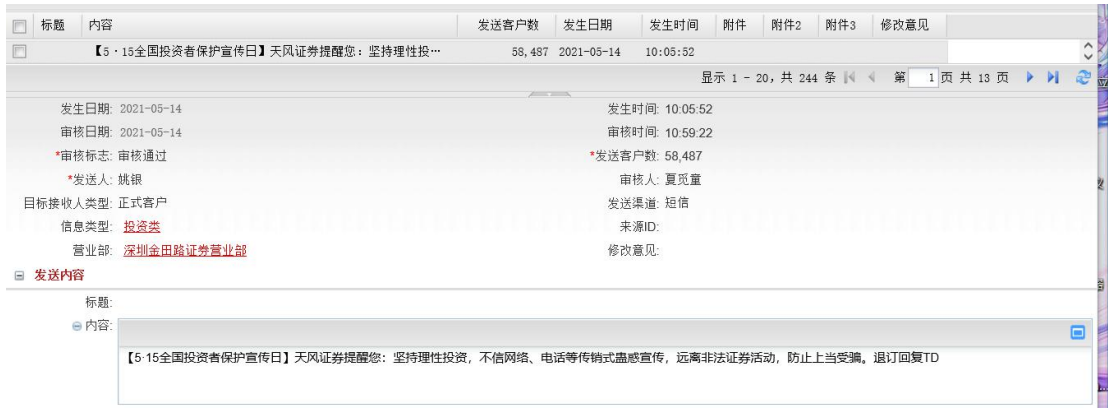 标题 内容 发送客户数 发生日期 发生时间 附件 附件2 附件3 修改意见
【5·15全国投资者保护宣传日】天风证券提醒您：坚持理性投… 58,487 2021-05-14 10:05:52
显示 1 - 20，共 244 条 第 1 页 共 13 页
发生日期: 2021-05-14 发生时间: 10:05:52
审核日期: 2021-05-14 审核时间: 10:59:22
*审核标志: 审核通过 *发送客户数: 58,487
*发送人: 姚银 审核人: 夏觅童
目标接收人类型: 正式客户 发送渠道: 短信
信息类型: 投资类 来源ID:
营业部: 深圳金田路证券营业部 修改意见:
发送内容
标题:
内容:
【5·15全国投资者保护宣传日】天风证券提醒您：坚持理性投资，不信网络、电话等传销式蛊惑宣传，远离非法证券活动，防止上当受骗。退订回复TD